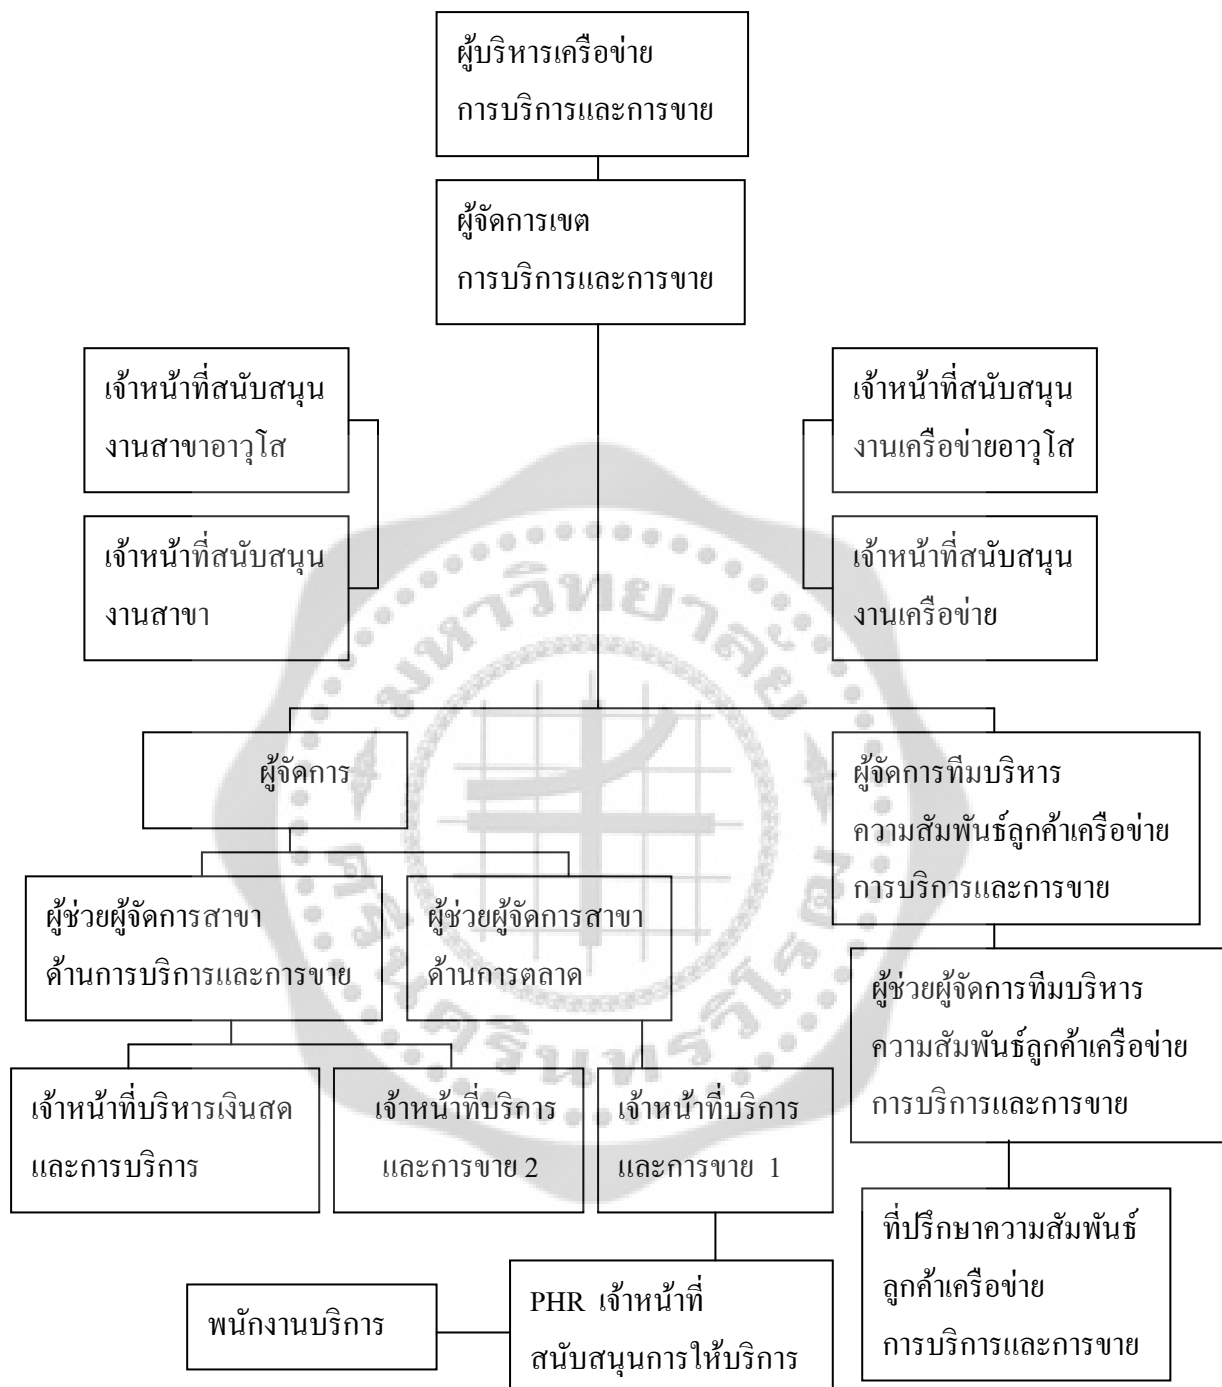 ผู้บริหารเครือข่าย
การบริการและการขาย
ผู้จัดการเขต
การบริการและการขาย
เจ้าหน้าที่สนับสนุน
งานสาขาอาวุโส
เจ้าหน้าที่สนับสนุน
งานเครือข่ายอาวุโส
เจ้าหน้าที่สนับสนุน
งานสาขา
เจ้าหน้าที่สนับสนุน
งานเครือข่าย
มหาวิทยาลัย
ศรีนครินทรวิโรฒ
ผู้จัดการ
ผู้จัดการทีมบริหาร
ความสัมพันธ์ลูกค้าเครือข่าย
การบริการและการขาย
ผู้ช่วยผู้จัดการสาขา
ด้านการบริการและการขาย
ผู้ช่วยผู้จัดการสาขา
ด้านการตลาด
ผู้ช่วยผู้จัดการทีมบริหาร
ความสัมพันธ์ลูกค้าเครือข่าย
การบริการและการขาย
เจ้าหน้าที่บริหารเงินสด
และการบริการ
เจ้าหน้าที่บริการ
และการขาย 2
เจ้าหน้าที่บริการ
และการขาย 1
ที่ปรึกษาความสัมพันธ์
ลูกค้าเครือข่าย
การบริการและการขาย
พนักงานบริการ
PHR เจ้าหน้าที่
สนับสนุนการให้บริการ